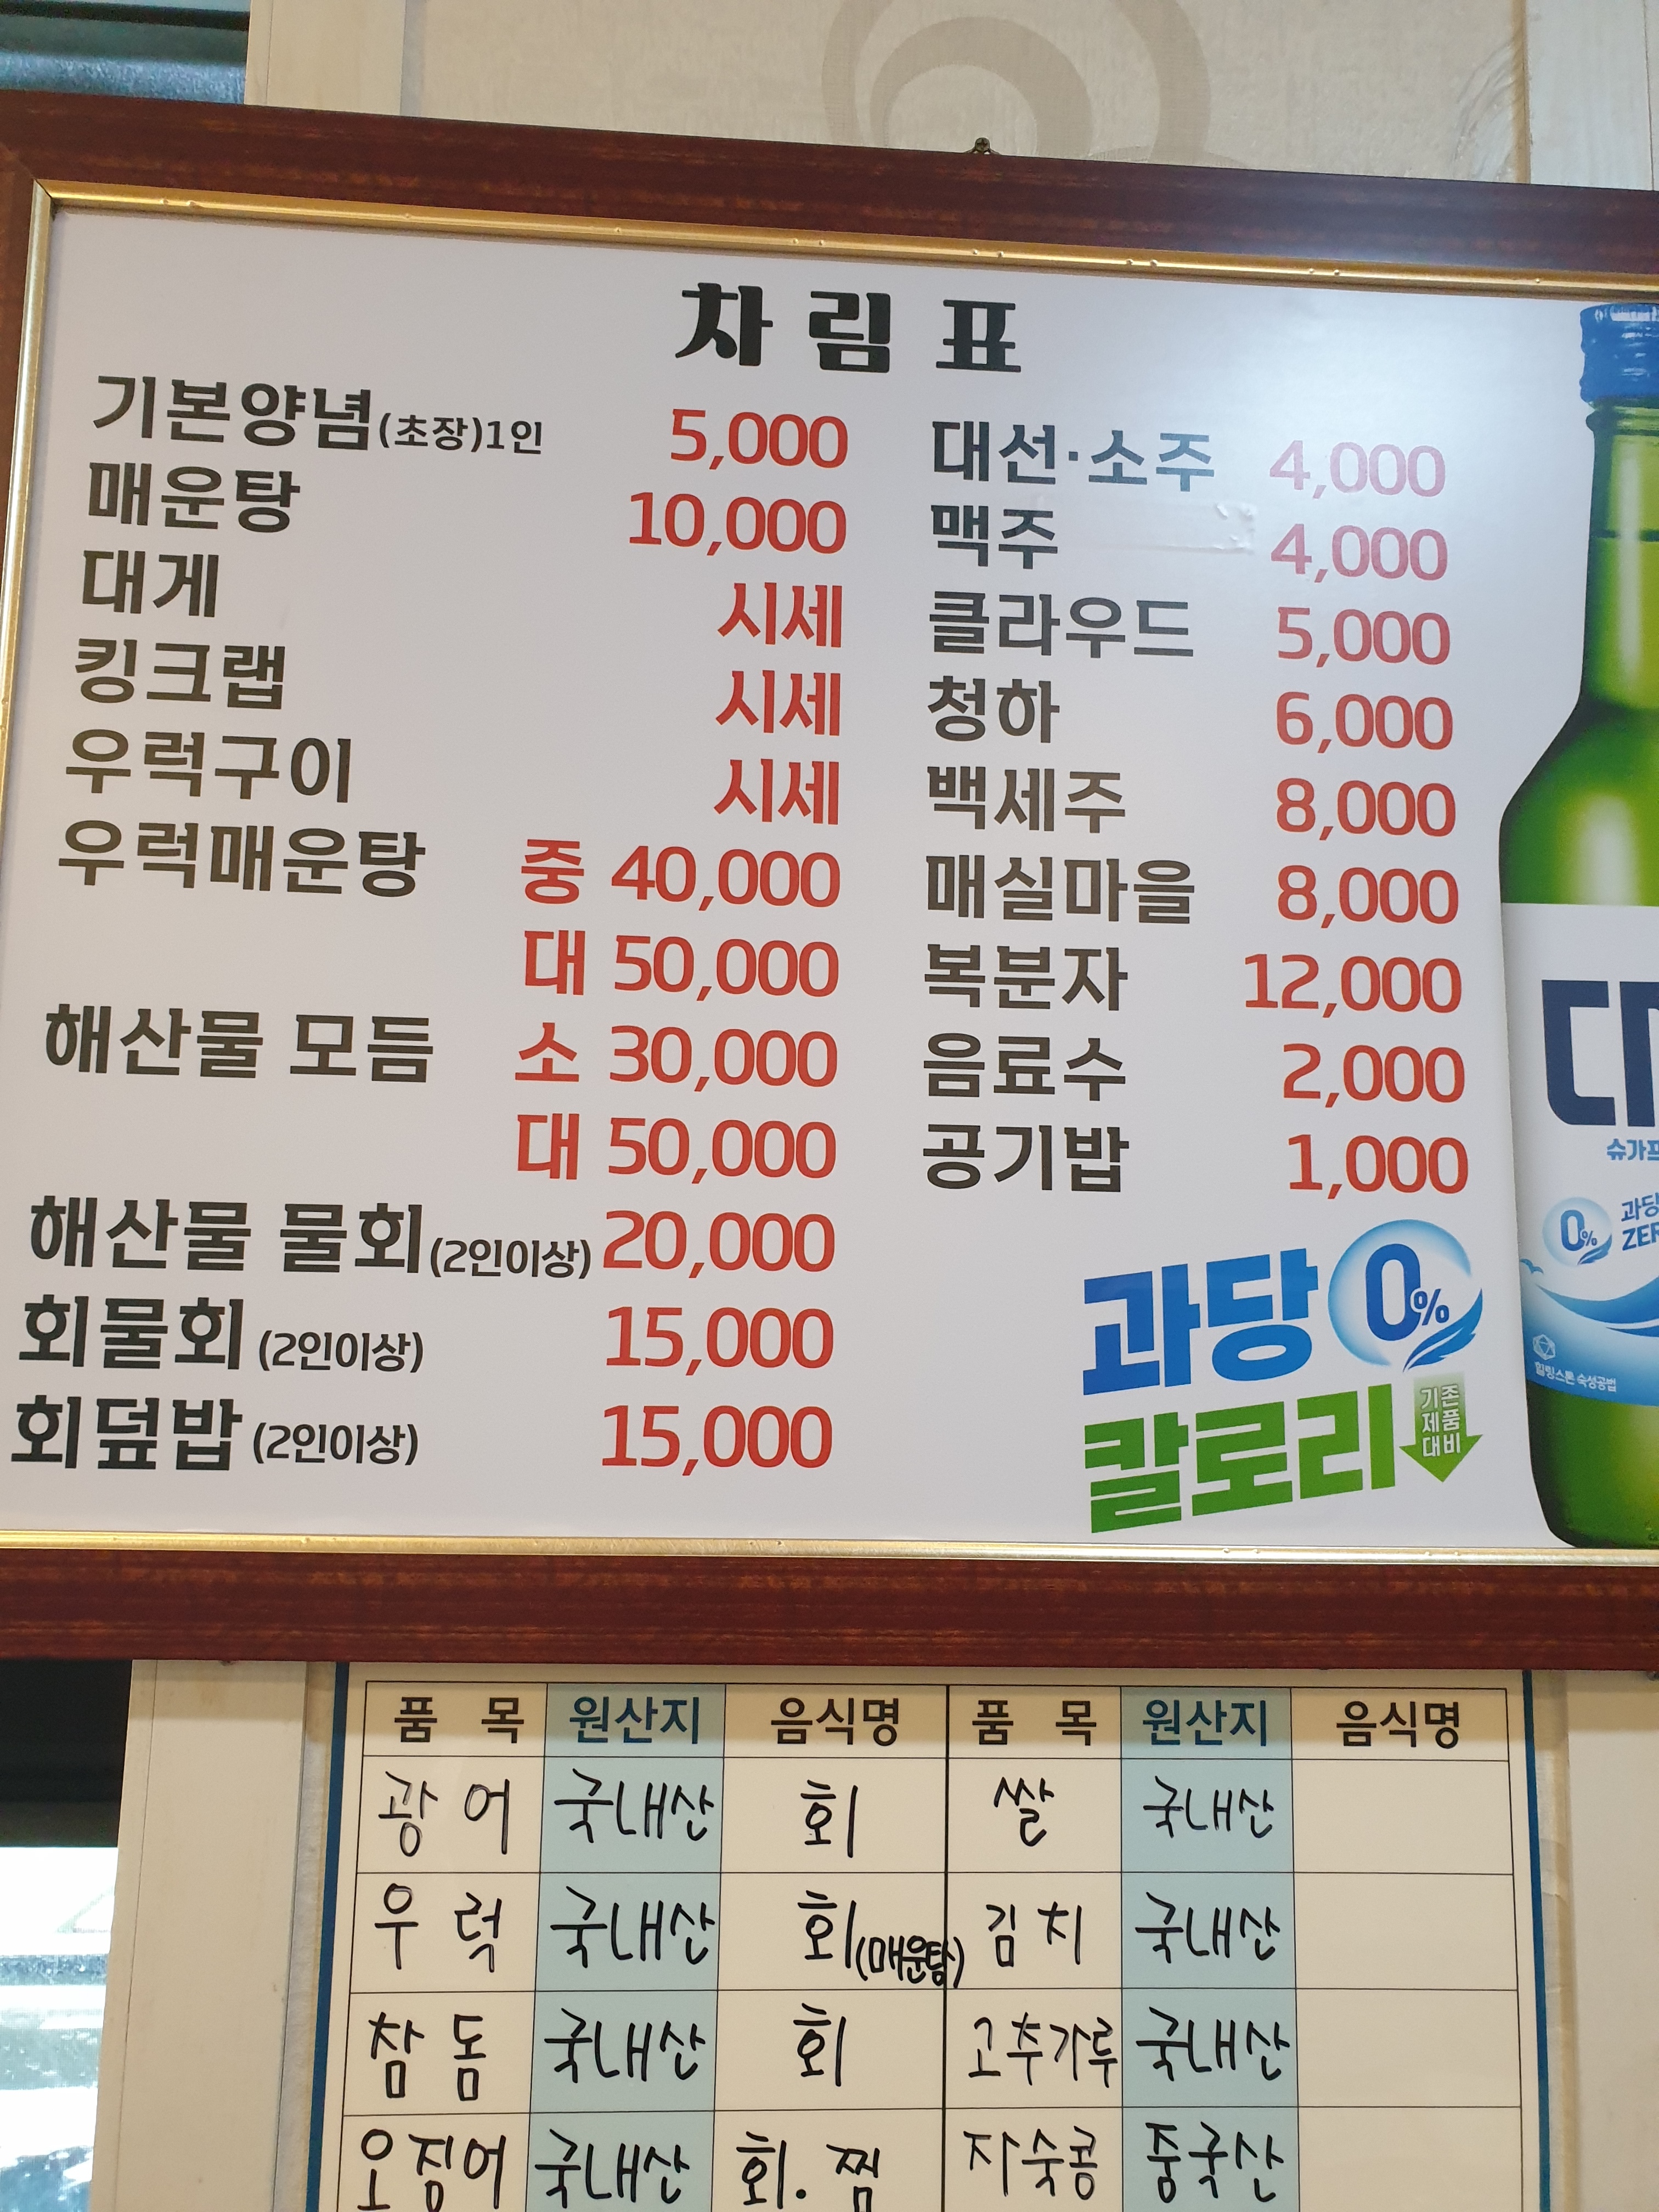 차림표
기본양념(초장)1인 5,000
매운탕 10,000
대게 시세
킹크랩 시세
우럭구이 시세
우럭매운탕 중 40,000
대 50,000
해산물 모듬 소 30,000
대 50,000
해산물 물회(2인이상) 20,000
회물회 (2인이상) 15,000
회덮밥 (2인이상) 15,000
대선·소주 4,000
맥주 4,000
클라우드 5,000
청하 6,000
백세주 8,000
매실마을 8,000
복분자 12,000
음료수 2,000
공기밥 1,000
과당 0%
칼로리
기존
제품
대비
슈가프
0% 과당
ZER
힐링스톤 숙성공법
품목 원산지 음식명 품목 원산지 음식명
광어 국내산 회 쌀 국내산
우럭 국내산 회(매운탕) 김치 국내산
참돔 국내산 회 고추가루 국내산
오징어 국내산 회.찜 자숙콩 중국산